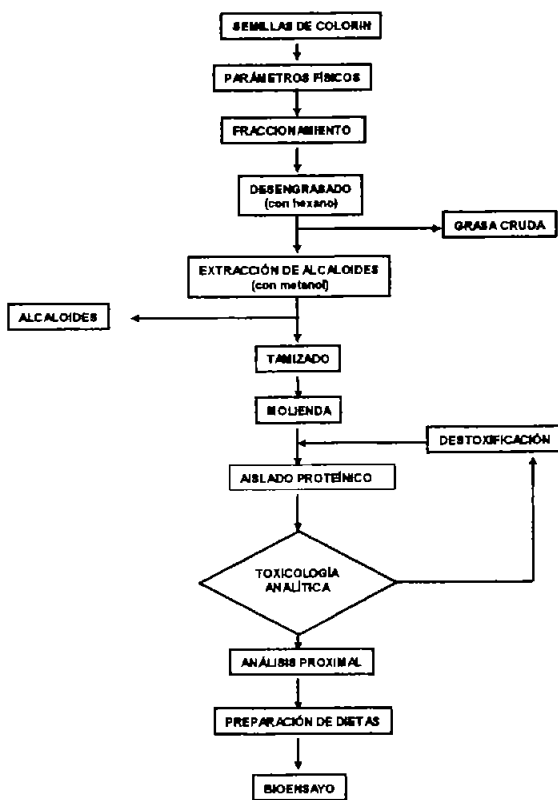 SEMILLAS DE COLORIN
PARÁMETROS FÍSICOS
FRACCIONAMIENTO
DESENGRASADO
(con hexano)
GRASA CRUDA
EXTRACCIÓN DE ALCALOIDES
(con metanol)
ALCALOIDES
TAMIZADO
MOLIENDA
DESTOXIFICACIÓN
AISLADO PROTEÍNICO
TOXICOLOGÍA
ANALÍTICA
ANÁLISIS PROXIMAL
PREPARACIÓN DE DIETAS
BIOENSAYO